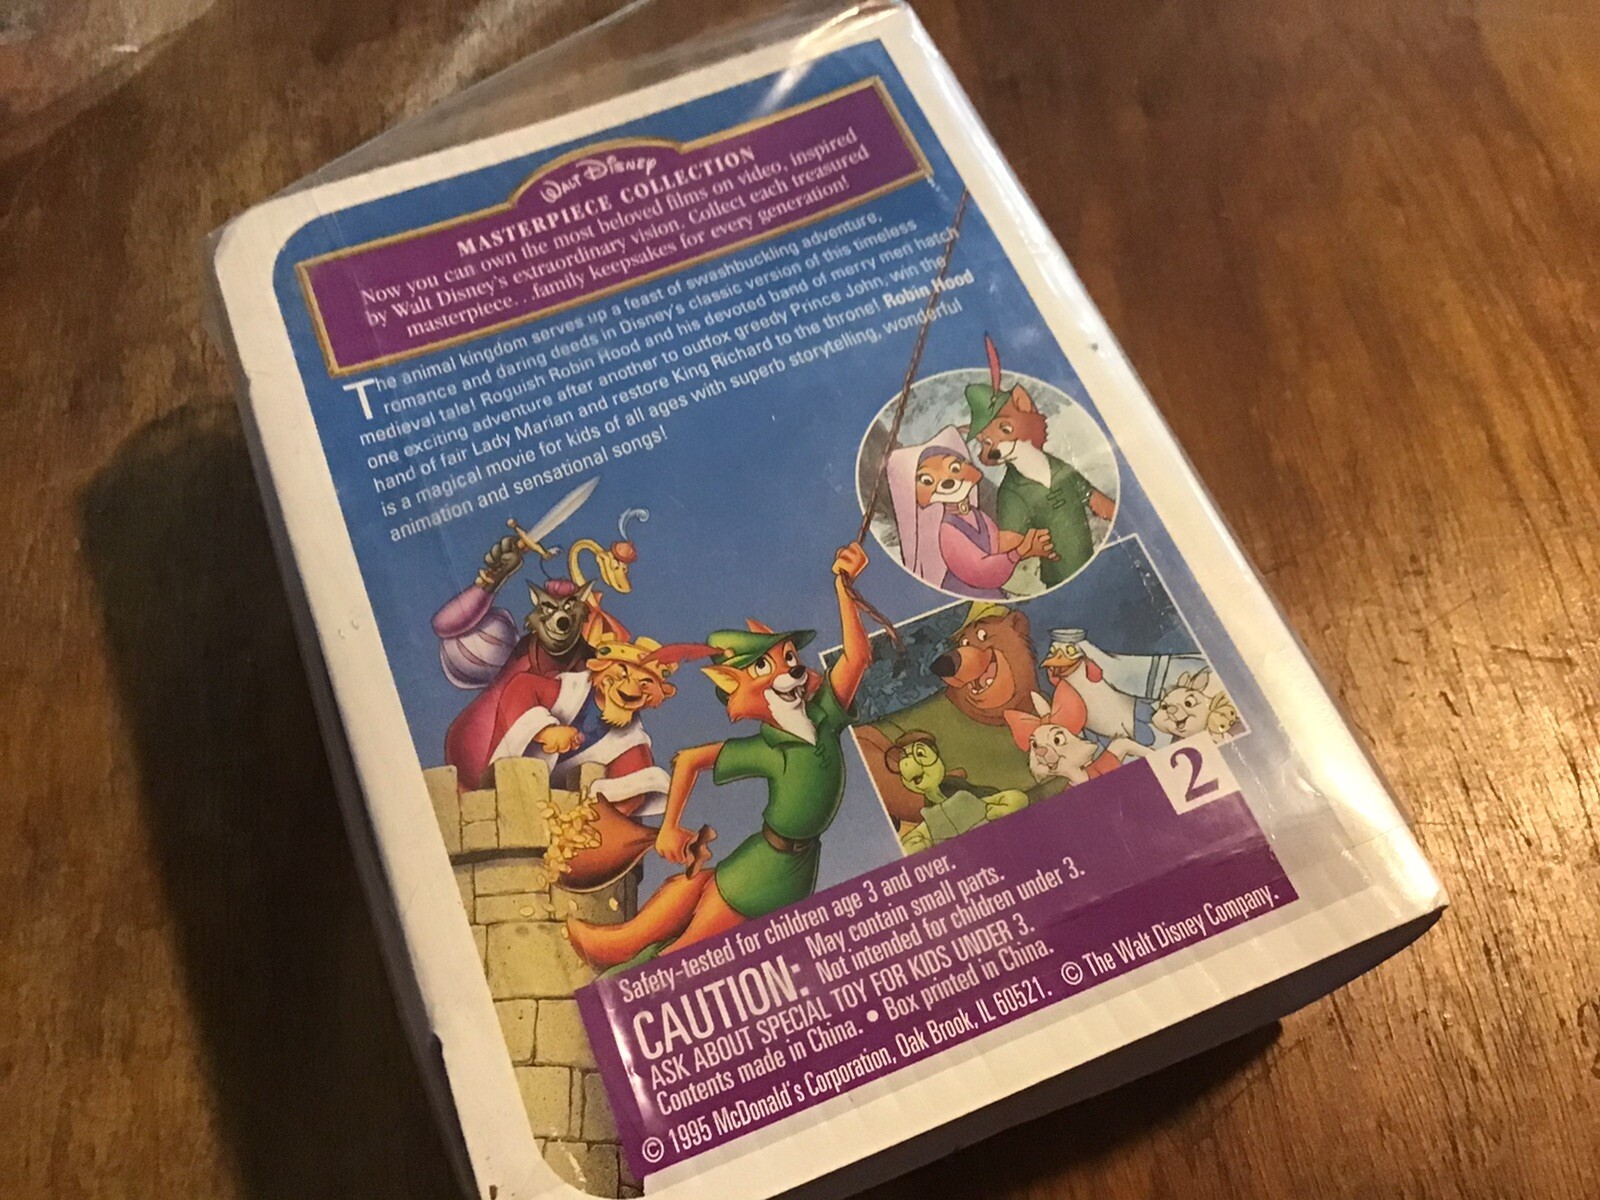 Walt Disney
MASTERPIECE COLLECTION
Now you can own the most beloved films on video, inspired
by Walt Disney's extraordinary vision. Collect each treasured
masterpiece. . .family keepsakes for every generation!
The animal kingdom serves up a feast of swashbuckling adventure,
romance and daring deeds in Disney's classic version of this timeless
medieval tale! Roguish Robin Hood and his devoted band of merry men hatch
one exciting adventure after another to outfox greedy Prince John, win the
hand of fair Lady Marian and restore King Richard to the throne! Robin Hood
is a magical movie for kids of all ages with superb storytelling, wonderful
animation and sensational songs!
2
Safety-tested for children age 3 and over.
CAUTION: May contain small parts.
Not intended for children under 3.
ASK ABOUT SPECIAL TOY FOR KIDS UNDER 3.
Contents made in China. • Box printed in China.
© 1995 McDonald's Corporation, Oak Brook, IL 60521. © The Walt Disney Company.